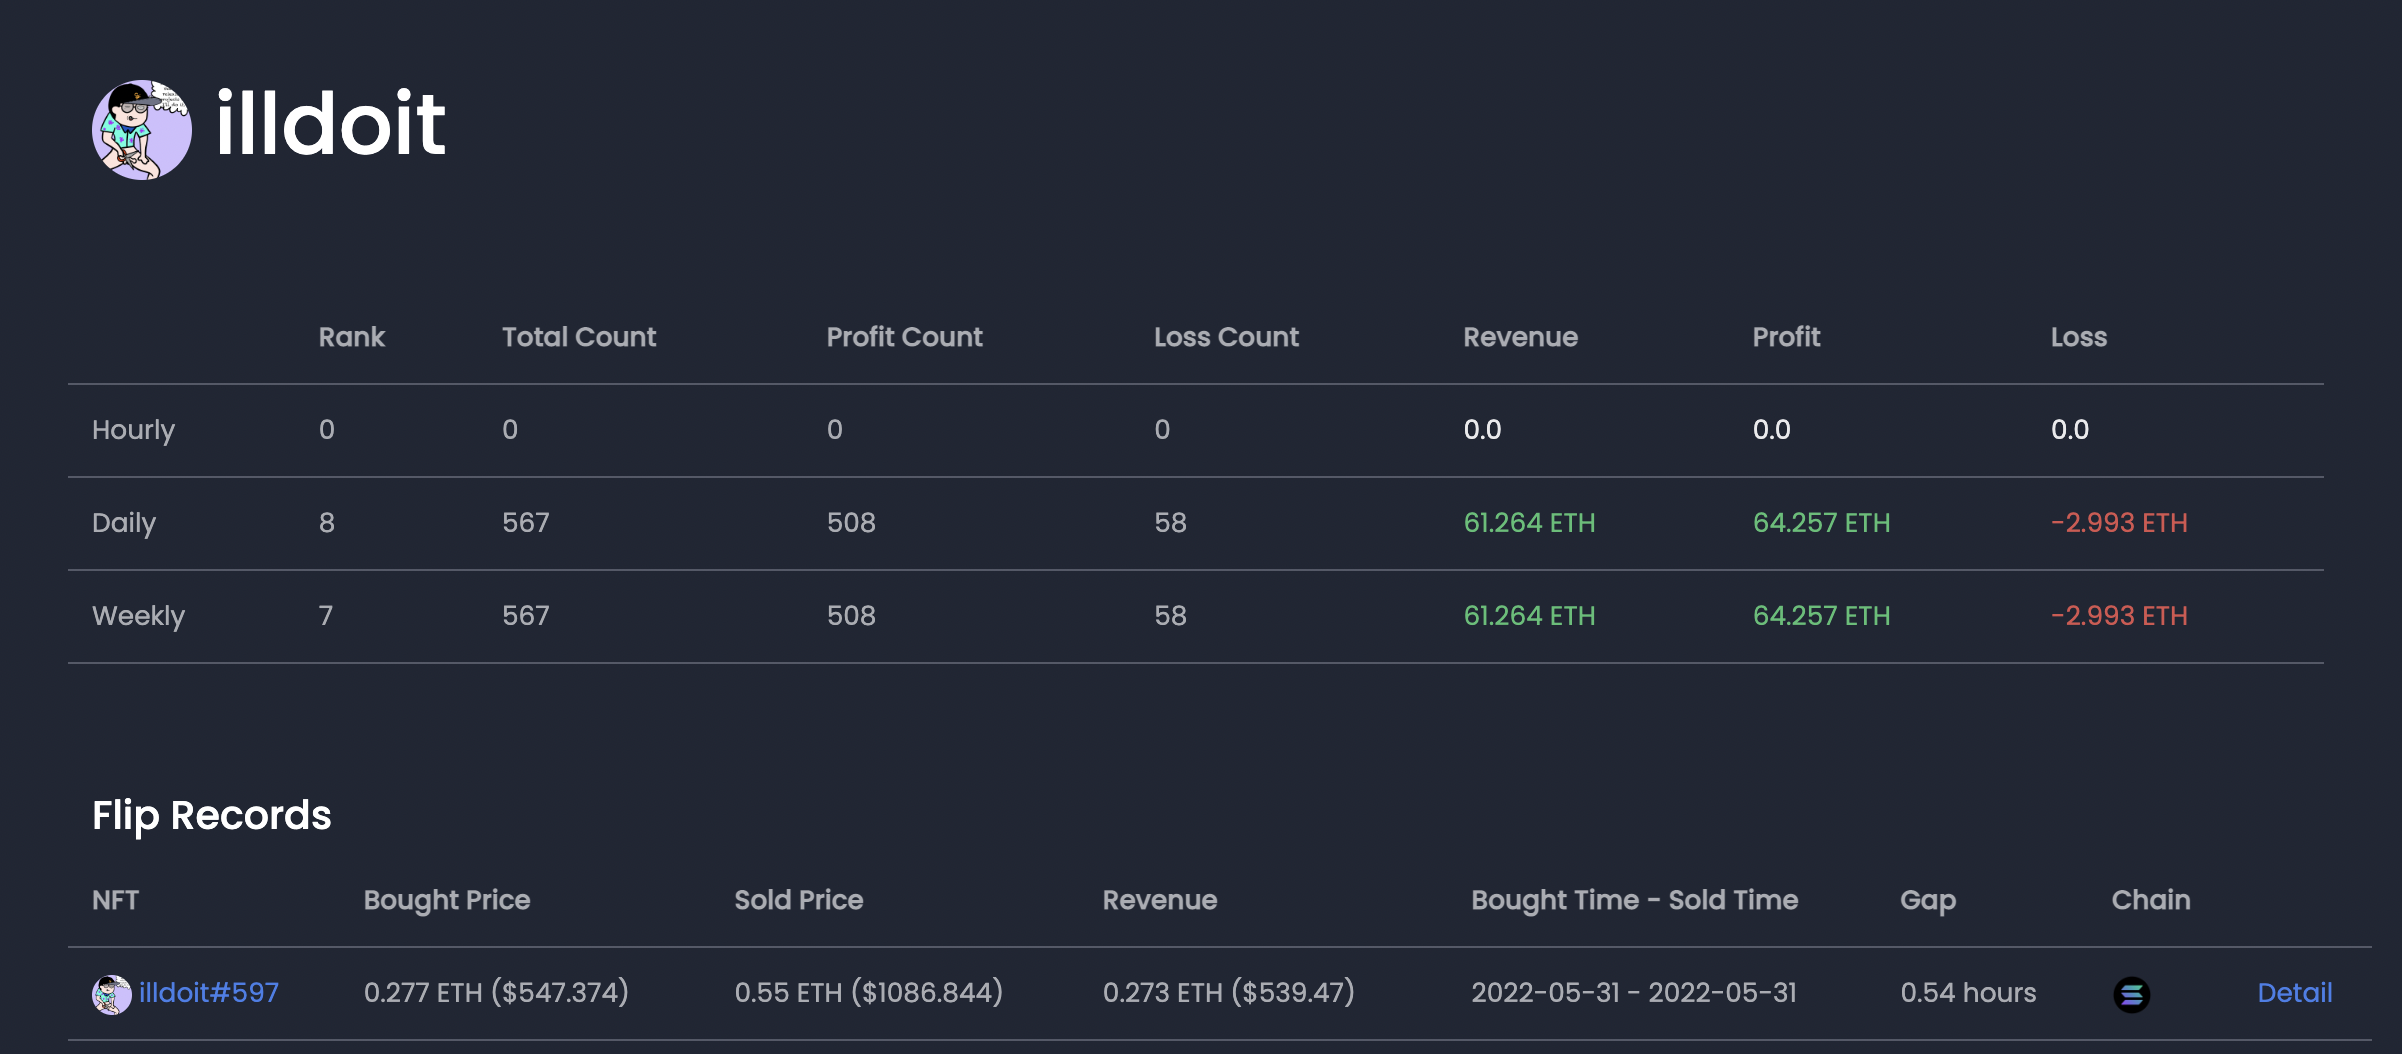 illdoit
Rank Total Count Profit Count Loss Count Revenue Profit Loss
Hourly 0 0 0 0 0.0 0.0 0.0
Daily 8 567 508 58 61.264 ETH 64.257 ETH -2.993 ETH
Weekly 7 567 508 58 61.264 ETH 64.257 ETH -2.993 ETH
Flip Records
NFT Bought Price Sold Price Revenue Bought Time - Sold Time Gap Chain
illdoit#597 0.277 ETH ($547.374) 0.55 ETH ($1086.844) 0.273 ETH ($539.47) 2022-05-31 - 2022-05-31 0.54 hours Detail